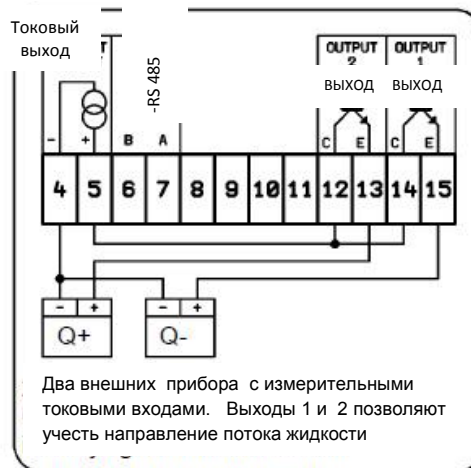 Токовый
выход
-RS 485
OUTPUT OUTPUT
2 1
выход выход
- + B A C E C E
4 5 6 7 8 9 10 11 12 13 14 15
- + - +
Q+ Q-
Два внешних прибора с измерительными
токовыми входами. Выходы 1 и 2 позволяют
учесть направление потока жидкости